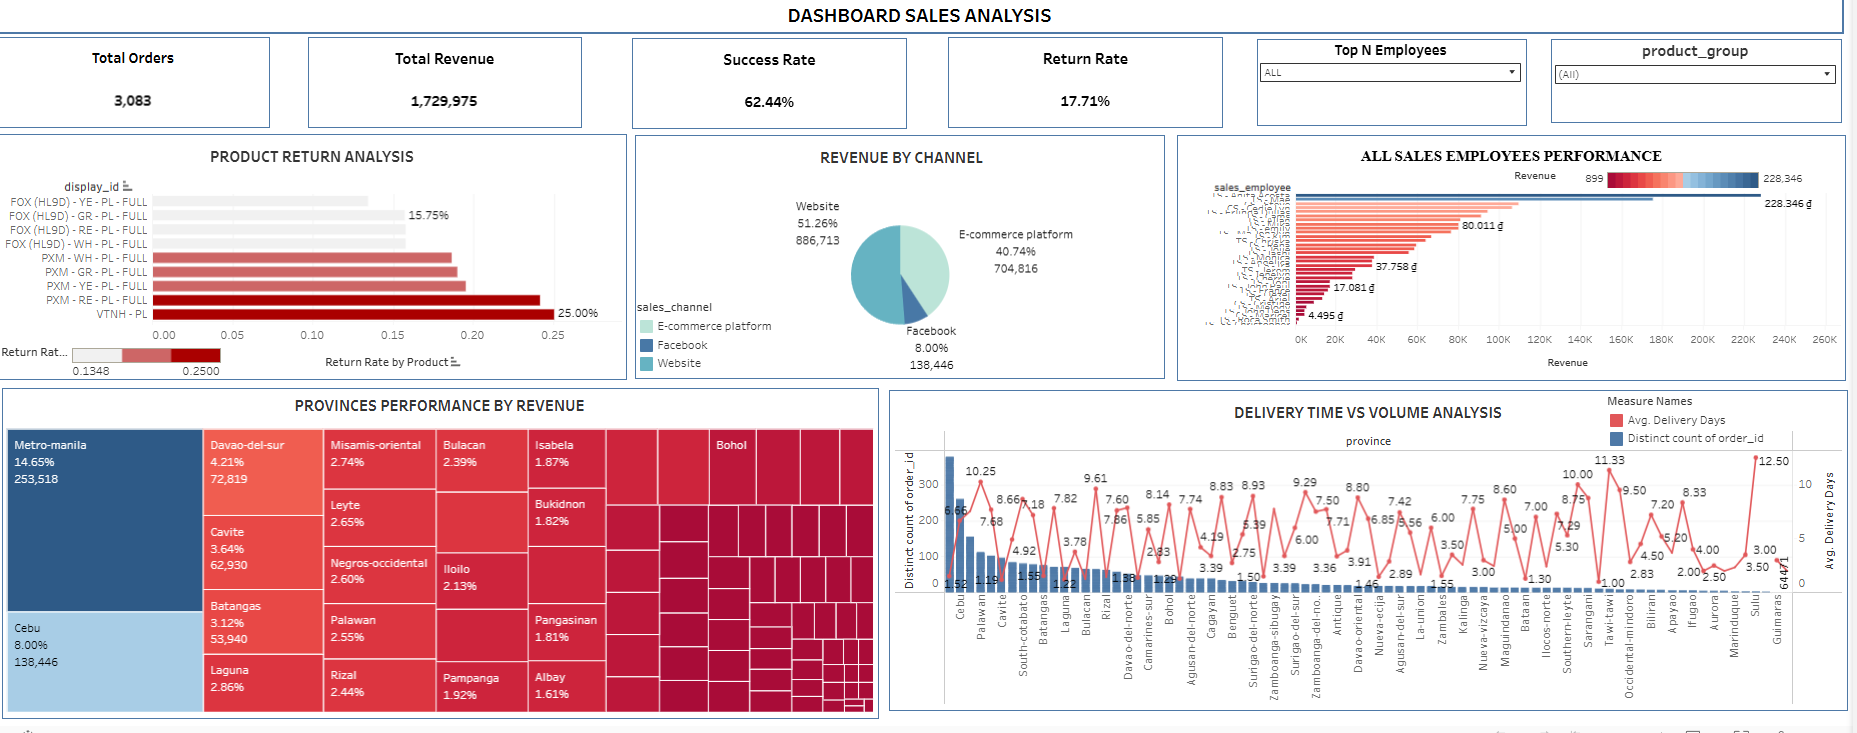 DASHBOARD SALES ANALYSIS
Total Orders
3,083
Total Revenue
1,729,975
Success Rate
62.44%
Return Rate
17.71%
Top N Employees
ALL
product_group
(All)
PRODUCT RETURN ANALYSIS
display_id
FOX (HL9D) - YE - PL - FULL
FOX (HL9D) - GR - PL - FULL
15.75%
FOX (HL9D) - RE - PL - FULL
FOX (HL9D) - WH - PL - FULL
PXM - WH - PL - FULL
PXM - GR - PL - FULL
PXM - YE - PL - FULL
PXM - RE - PL - FULL
VTNH - PL
25.00%
0.00 0.05 0.10 0.15 0.20 0.25
Return Rat...
0.1348 0.2500
Return Rate by Product
REVENUE BY CHANNEL
Website
51.26%
886,713
E-commerce platform
40.74%
704,816
Facebook
8.00%
138,446
sales_channel
E-commerce platform
Facebook
Website
ALL SALES EMPLOYEES PERFORMANCE
Revenue 899 228,346
sales_employee
228.346 ₫
80.011 ₫
37.758 ₫
17.081 ₫
4.495 ₫
0K 20K 40K 60K 80K 100K 120K 140K 160K 180K 200K 220K 240K 260K
Revenue
PROVINCES PERFORMANCE BY REVENUE
Metro-manila
14.65%
253,518
Cebu
8.00%
138,446
Davao-del-sur
4.21%
72,819
Cavite
3.64%
62,930
Batangas
3.12%
53,940
Laguna
2.86%
Misamis-oriental
2.74%
Leyte
2.65%
Negros-occidental
2.60%
Palawan
2.55%
Rizal
2.44%
Bulacan
2.39%
Iloilo
2.13%
Pampanga
1.92%
Isabela
1.87%
Bukidnon
1.82%
Pangasinan
1.81%
Albay
1.61%
Bohol
DELIVERY TIME VS VOLUME ANALYSIS
Measure Names
Avg. Delivery Days
Distinct count of order_id
province
Distinct count of order_id
300
200
100
0
10
5
0
Avg. Delivery Days
6.66
1.52
10.25
7.68
1.19
8.66
4.92
7.18
1.55
7.82
1.22
3.78
9.61
7.86
7.60
1.38
5.85
2.83
8.14
1.29
7.74
4.19
3.39
8.83
2.75
5.39
8.93
1.50
3.39
6.00
9.29
7.50
3.36
7.71
3.91
8.80
6.85
1.46
7.42
2.89
5.56
6.00
1.55
3.50
7.75
3.00
8.60
5.00
7.00
1.30
7.29
5.30
10.00
8.75
1.00
11.33
9.50
2.83
4.50
7.20
5.20
8.33
4.00
2.00
2.50
3.50
12.50
3.00
Cebu
Palawan
Cavite
South-cotabato
Batangas
Laguna
Bulacan
Rizal
Davao-del-norte
Camarines-sur
Bohol
Agusan-del-norte
Cagayan
Benguet
Surigao-del-norte
Zamboanga-sibugay
Surigao-del-sur
Zamboanga-del-no..
Antique
Davao-oriental
Nueva-ecija
Agusan-del-sur
La-union
Zambales
Kalinga
Nueva-vizcaya
Maguindanao
Bataan
Ilocos-norte
Southern-leyte
Sarangani
Tawi-tawi
Occidental-mindoro
Biliran
Apayao
Ifugao
Aurora
Marinduque
Sulu
Guimaras